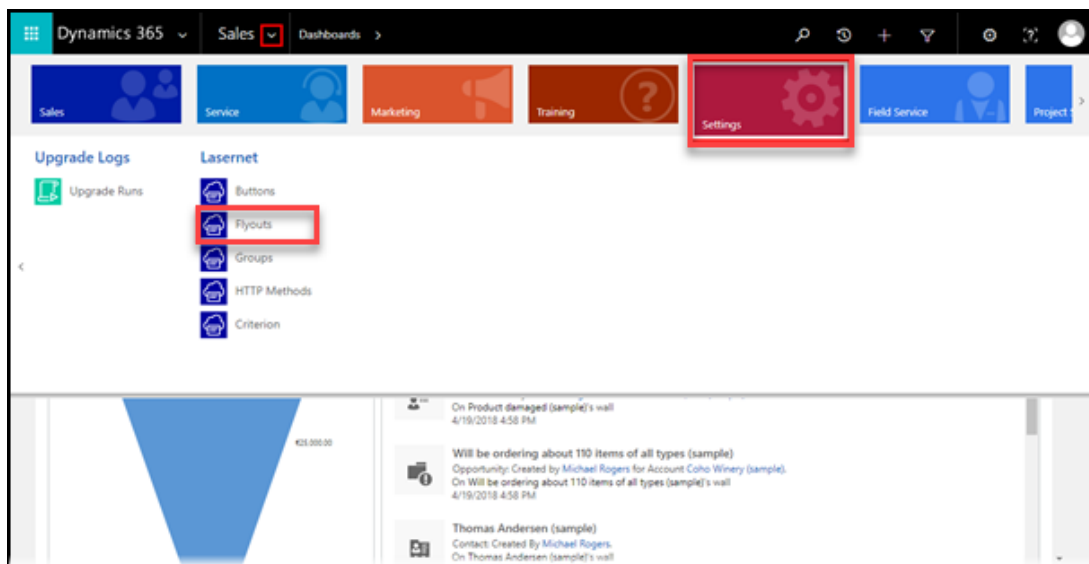 Dynamics 365 Sales Dashboards
Sales Service Marketing Training Settings Field Service Project
Upgrade Logs Lasernet
Upgrade Runs Buttons
Flyouts
Groups
HTTP Methods
Criterion
On Product damaged (sample)'s wall
4/19/2018 4:58 PM
€25.000.00
Will be ordering about 110 items of all types (sample)
Opportunity: Created by Michael Rogers for Account Coho Winery (sample).
On Will be ordering about 110 items of all types (sample)'s wall
4/19/2018 4:58 PM
Thomas Andersen (sample)
Contact: Created By Michael Rogers.
On Thomas Andersen (sample)'s wall